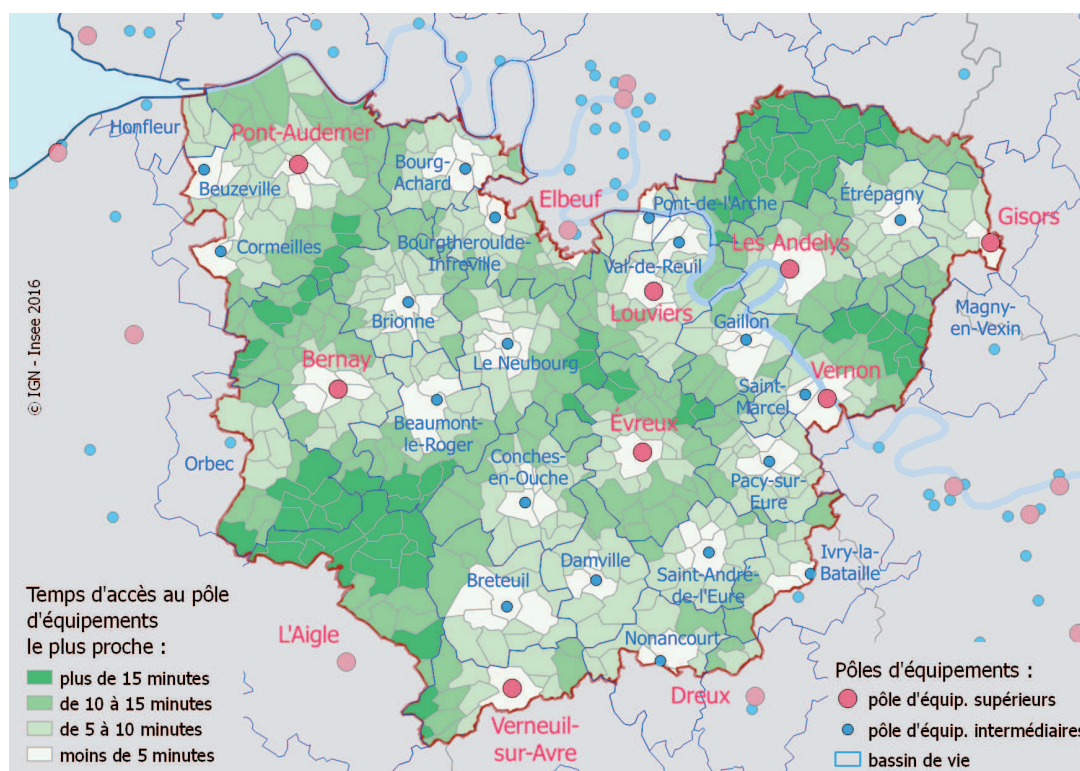 Honfleur
Pont-Audemer
Beuzeville
Bourg-
Achard
Cormeilles
Bourgtheroulde-
Infreville
Elbeuf
Pont-de-l'Arche
Val-de-Reuil
Louviers
Les Andelys
Étrépagny
Gisors
Magny-
en-Vexin
Gaillon
Brionne
Le Neubourg
Bernay
Beaumont-
le-Roger
Saint-
Marcel
Vernon
Évreux
Orbec
Conches-
en-Ouche
Pacy-sur-
Eure
Damville
Saint-André-
de-l'Eure
Ivry-la-
Bataille
Breteuil
Nonancourt
L'Aigle
Verneuil-
sur-Avre
Dreux
© IGN - Insee 2016
Temps d'accès au pôle
d'équipements
le plus proche :
plus de 15 minutes
de 10 à 15 minutes
de 5 à 10 minutes
moins de 5 minutes
Pôles d'équipements :
pôle d'équip. supérieurs
pôle d'équip. intermédiaires
bassin de vie